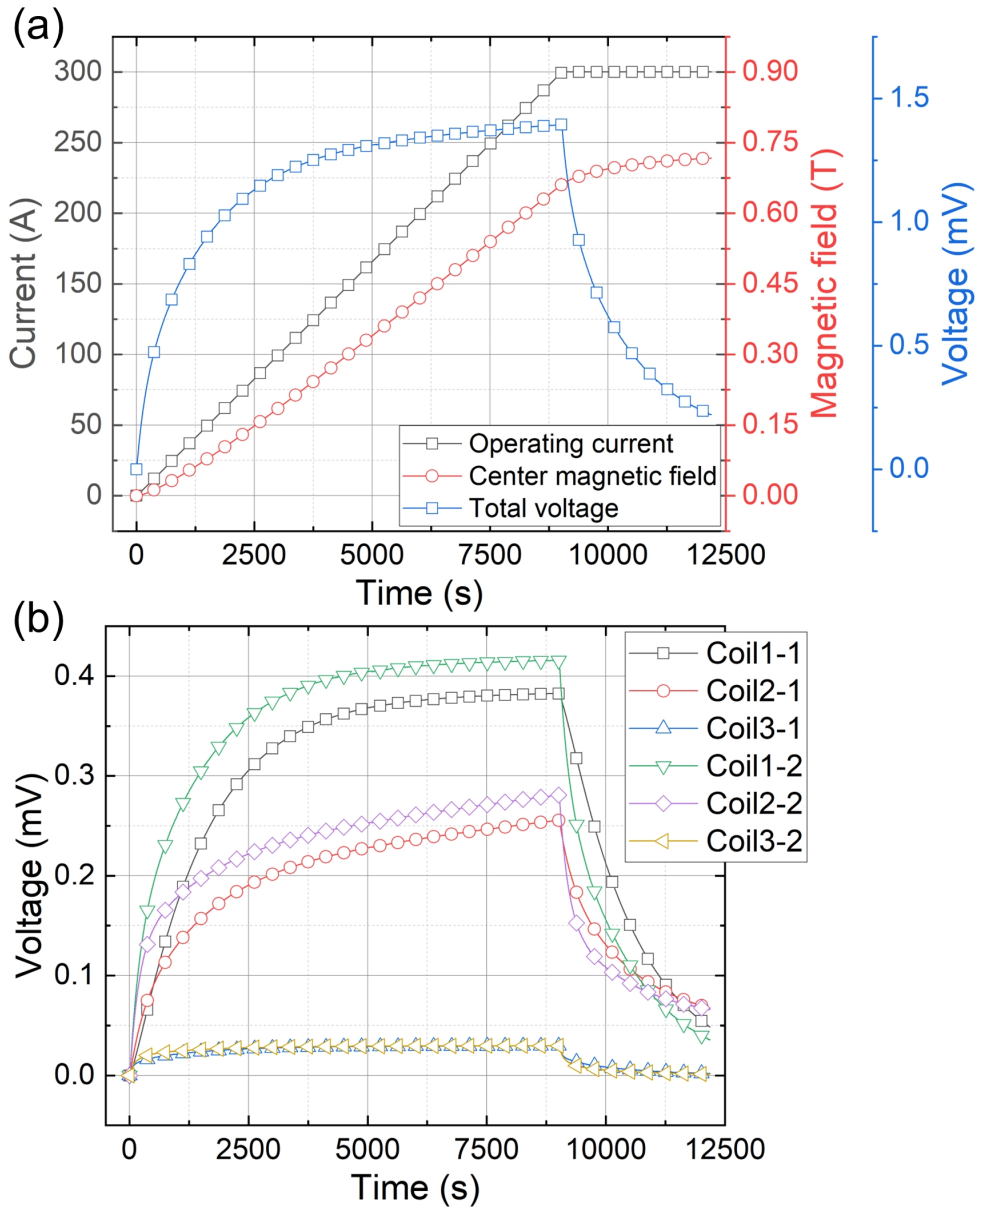 (a)
300
250
200
150
100
50
0
Current (A)
0.90
0.75
0.60
0.45
0.30
0.15
0.00
Magnetic field (T)
1.5
1.0
0.5
0.0
Voltage (mV)
Operating current
Center magnetic field
Total voltage
0 2500 5000 7500 10000 12500
Time (s)
(b)
0.4
0.3
0.2
0.1
0.0
Voltage (mV)
Coil1-1
Coil2-1
Coil3-1
Coil1-2
Coil2-2
Coil3-2
0 2500 5000 7500 10000 12500
Time (s)